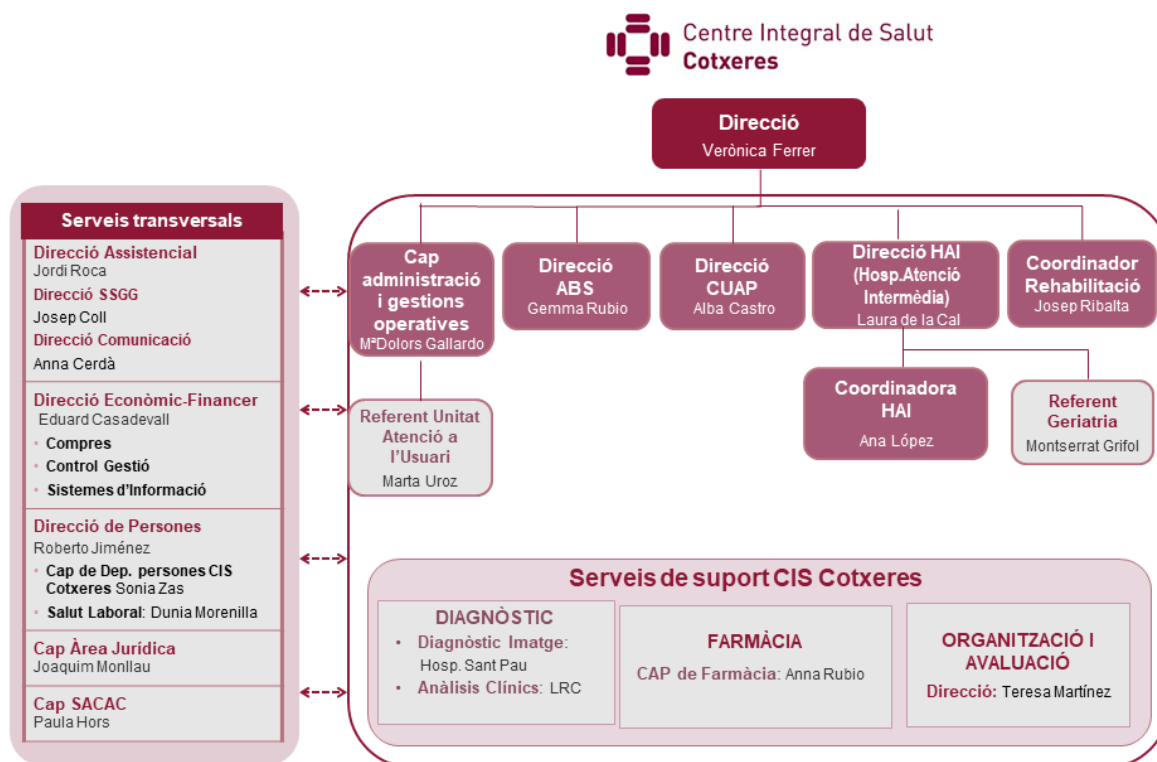 Centre Integral de Salut
Cotxeres
Direcció
Verònica Ferrer
Serveis transversals
Direcció Assistencial
Jordi Roca
Direcció SSGG
Josep Coll
Direcció Comunicació
Anna Cerdà
Direcció Econòmic-Financer
Eduard Casadevall
• Compres
• Control Gestió
• Sistemes d'Informació
Direcció de Persones
Roberto Jiménez
• Cap de Dep. persones CIS
Cotxeres Sonia Zas
• Salut Laboral: Dunia Morenilla
Cap Àrea Jurídica
Joaquim Monllau
Cap SACAC
Paula Hors
Cap
administració
i gestions
operatives
MªDolors Gallardo
Direcció
ABS
Gemma Rubio
Direcció
CUAP
Alba Castro
Direcció HAI
(Hosp.Atenció
Intermèdia)
Laura de la Cal
Coordinador
Rehabilitació
Josep Ribalta
Referent Unitat
Atenció a
l'Usuari
Marta Uroz
Coordinadora
HAI
Ana López
Referent
Geriatria
Montserrat Grifol
Serveis de suport CIS Cotxeres
DIAGNÒSTIC
• Diagnòstic Imatge:
Hosp. Sant Pau
• Anàlisis Clínics: LRC
FARMÀCIA
CAP de Farmàcia: Anna Rubio
ORGANITZACIÓ I
AVALUACIÓ
Direcció: Teresa Martínez